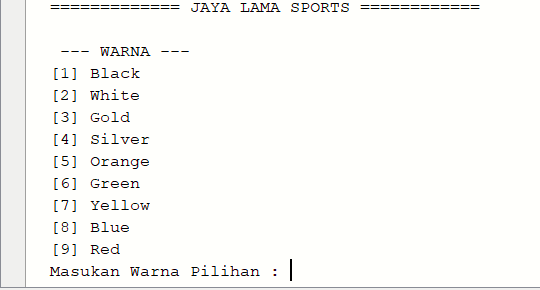 ============= JAYA LAMA SPORTS ============
--- WARNA ---
[1] Black
[2] White
[3] Gold
[4] Silver
[5] Orange
[6] Green
[7] Yellow
[8] Blue
[9] Red
Masukan Warna Pilihan :